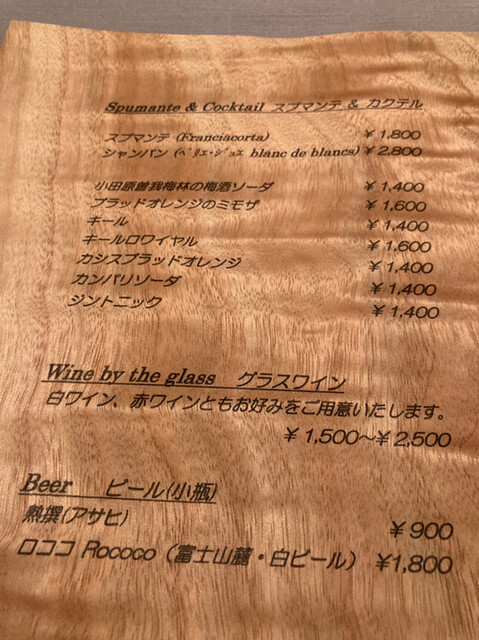 Spumante & Cocktail スプマンテ & カクテル
スプマンテ (Franciacorta) ¥1,800
シャンパン (ペリエ・ジョエ blanc de blancs) ¥2,800
小田原曽我梅林の梅酒ソーダ ¥1,400
ブラッドオレンジのミモザ ¥1,600
キール ¥1,400
キールロワイヤル ¥1,600
カシスブラッドオレンジ ¥1,400
カンパリソーダ ¥1,400
ジントニック ¥1,400
Wine by the glass グラスワイン
白ワイン、赤ワインともお好みをご用意いたします。
¥1,500～¥2,500
Beer ビール(小瓶)
熟撰(アサヒ) ¥900
ロココ Rococo (富士山麓・白ビール) ¥1,800